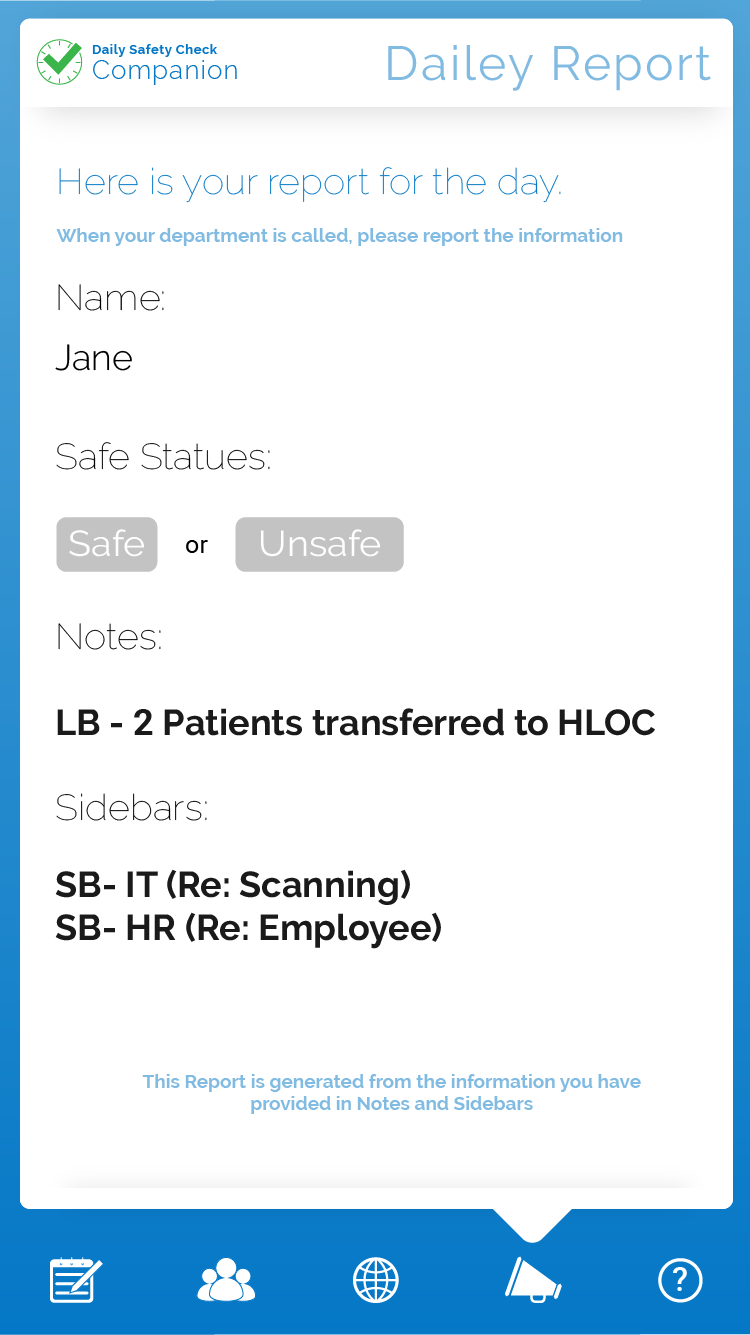 Daily Safety Check
Companion
Dailey Report
Here is your report for the day.
When your department is called, please report the information
Name:
Jane
Safe Statues:
Safe or Unsafe
Notes:
LB - 2 Patients transferred to HLOC
Sidebars:
SB- IT (Re: Scanning)
SB- HR (Re: Employee)
This Report is generated from the information you have
provided in Notes and Sidebars
?